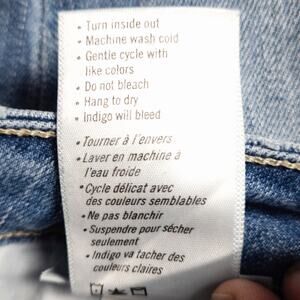 • Turn inside out
• Machine wash cold
• Gentle cycle with
like colors
• Do not bleach
• Hang to dry
• Indigo will bleed
• Tourner à l'envers
• Laver en machine à
l'eau froide
• Cycle délicat avec
des couleurs semblables
• Ne pas blanchir
• Suspendre pour sécher
seulement
• Indigo va tacher des
couleurs claires